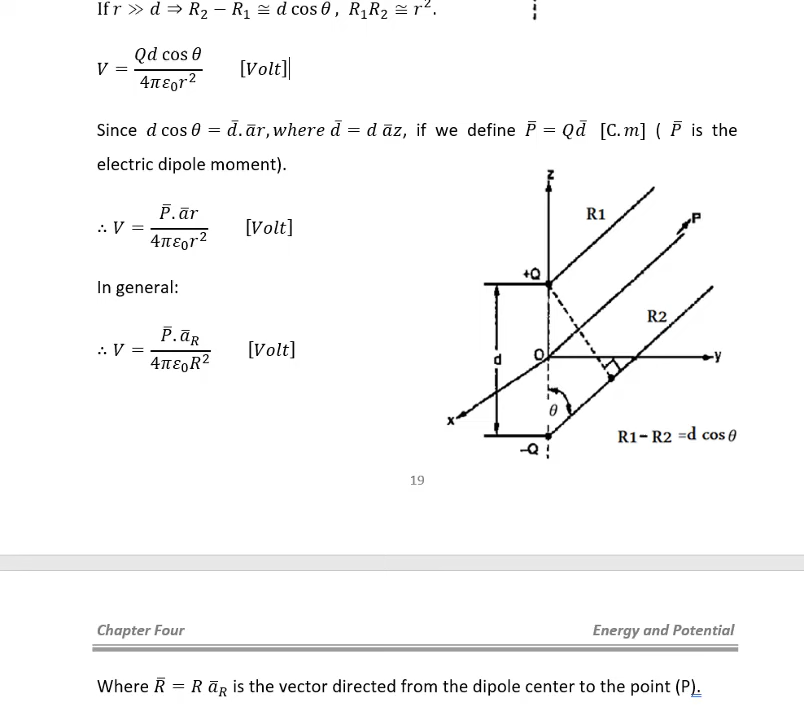 If r ≫ d ⇒ R₂ − R₁ ≅ d cos θ , R₁R₂ ≅ r².
V = Qd cos θ / 4πε₀r² [Volt]
Since d cos θ = d̄. ār, where d̄ = d āz, if we define P̄ = Qd̄ [C.m] ( P̄ is the
electric dipole moment).
∴ V = P̄. ār / 4πε₀r² [Volt]
In general:
∴ V = P̄. ā_R / 4πε₀R² [Volt]
z
R1
P
+Q
R2
d
O
y
θ
x
R1− R2 =d cos θ
-Q
19
Chapter Four Energy and Potential
Where R̄ = R ā_R is the vector directed from the dipole center to the point (P).